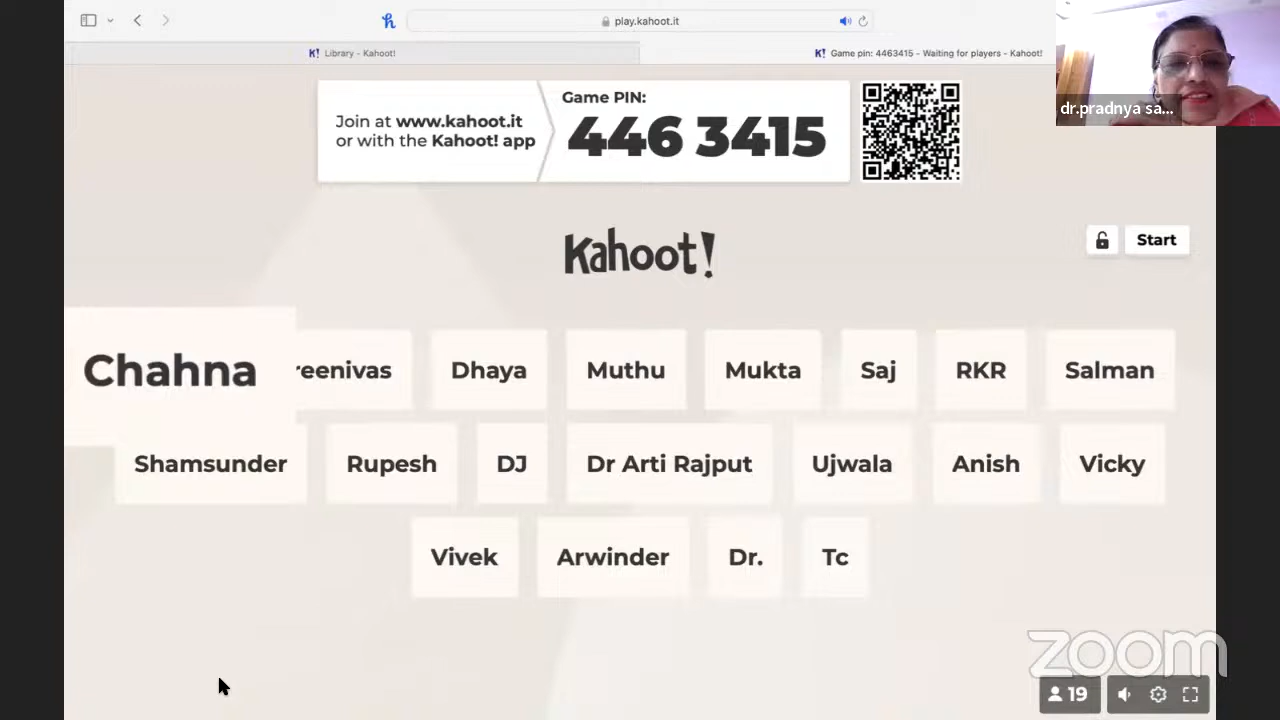 play.kahoot.it
K! Library - Kahoot!
K! Game pin: 4463415 - Waiting for players - Kahoot!
dr.pradnya sa...
Join at www.kahoot.it
or with the Kahoot! app
Game PIN:
446 3415
Kahoot!
Start
Chahna reenivas Dhaya Muthu Mukta Saj RKR Salman
Shamsunder Rupesh DJ Dr Arti Rajput Ujwala Anish Vicky
Vivek Arwinder Dr. Tc
zoom
19